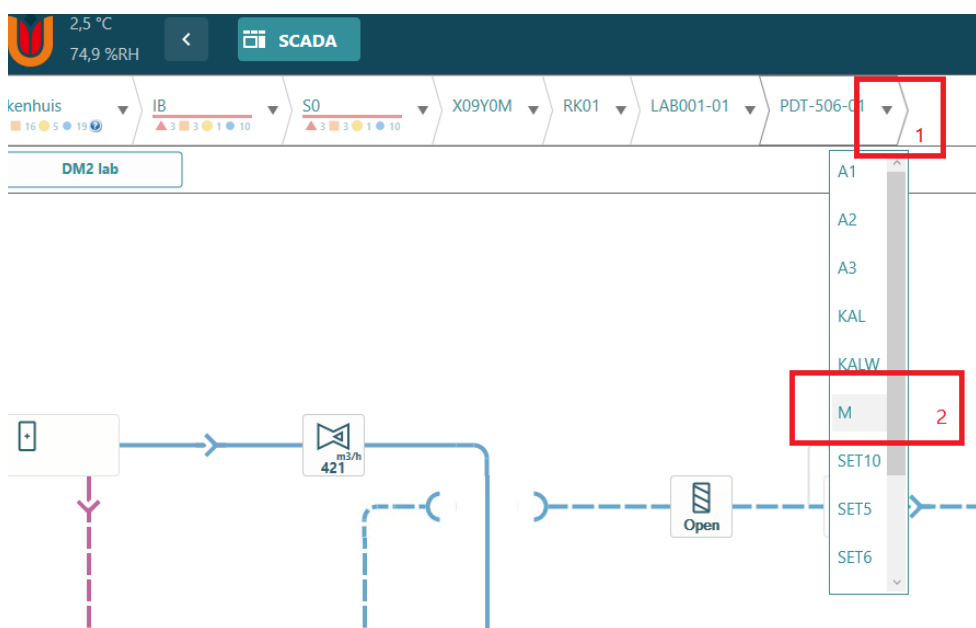 2,5 °C
74,9 %RH
SCADA
kenhuis
16 5 19
IB
3 3 1 10
S0
3 3 1 10
X09Y0M
RK01
LAB001-01
PDT-506-01
1
DM2 lab
A1
A2
A3
KAL
KALW
M
2
SET10
SET5
SET6
m3/h
421
Open